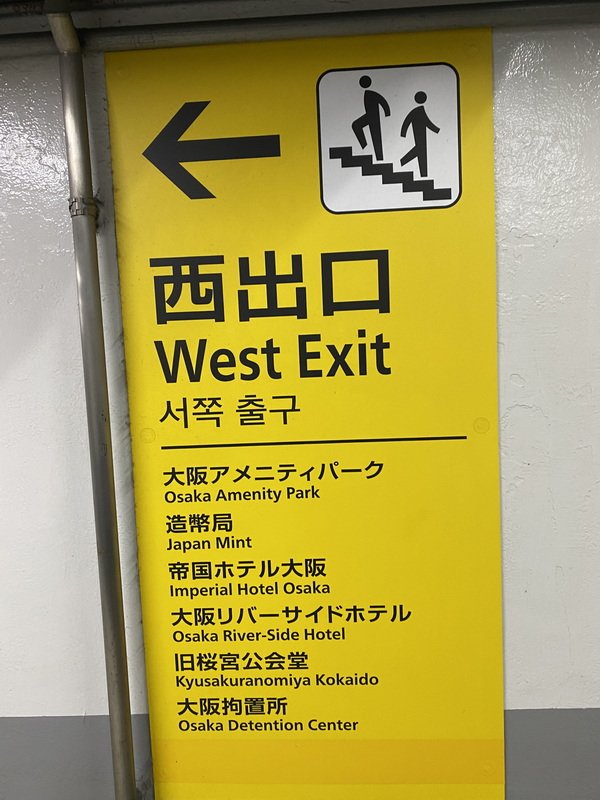 西出口
West Exit
서쪽 출구
大阪アメニティパーク
Osaka Amenity Park
造幣局
Japan Mint
帝国ホテル大阪
Imperial Hotel Osaka
大阪リバーサイドホテル
Osaka River-Side Hotel
旧桜宮公会堂
Kyusakuranomiya Kokaido
大阪拘置所
Osaka Detention Center